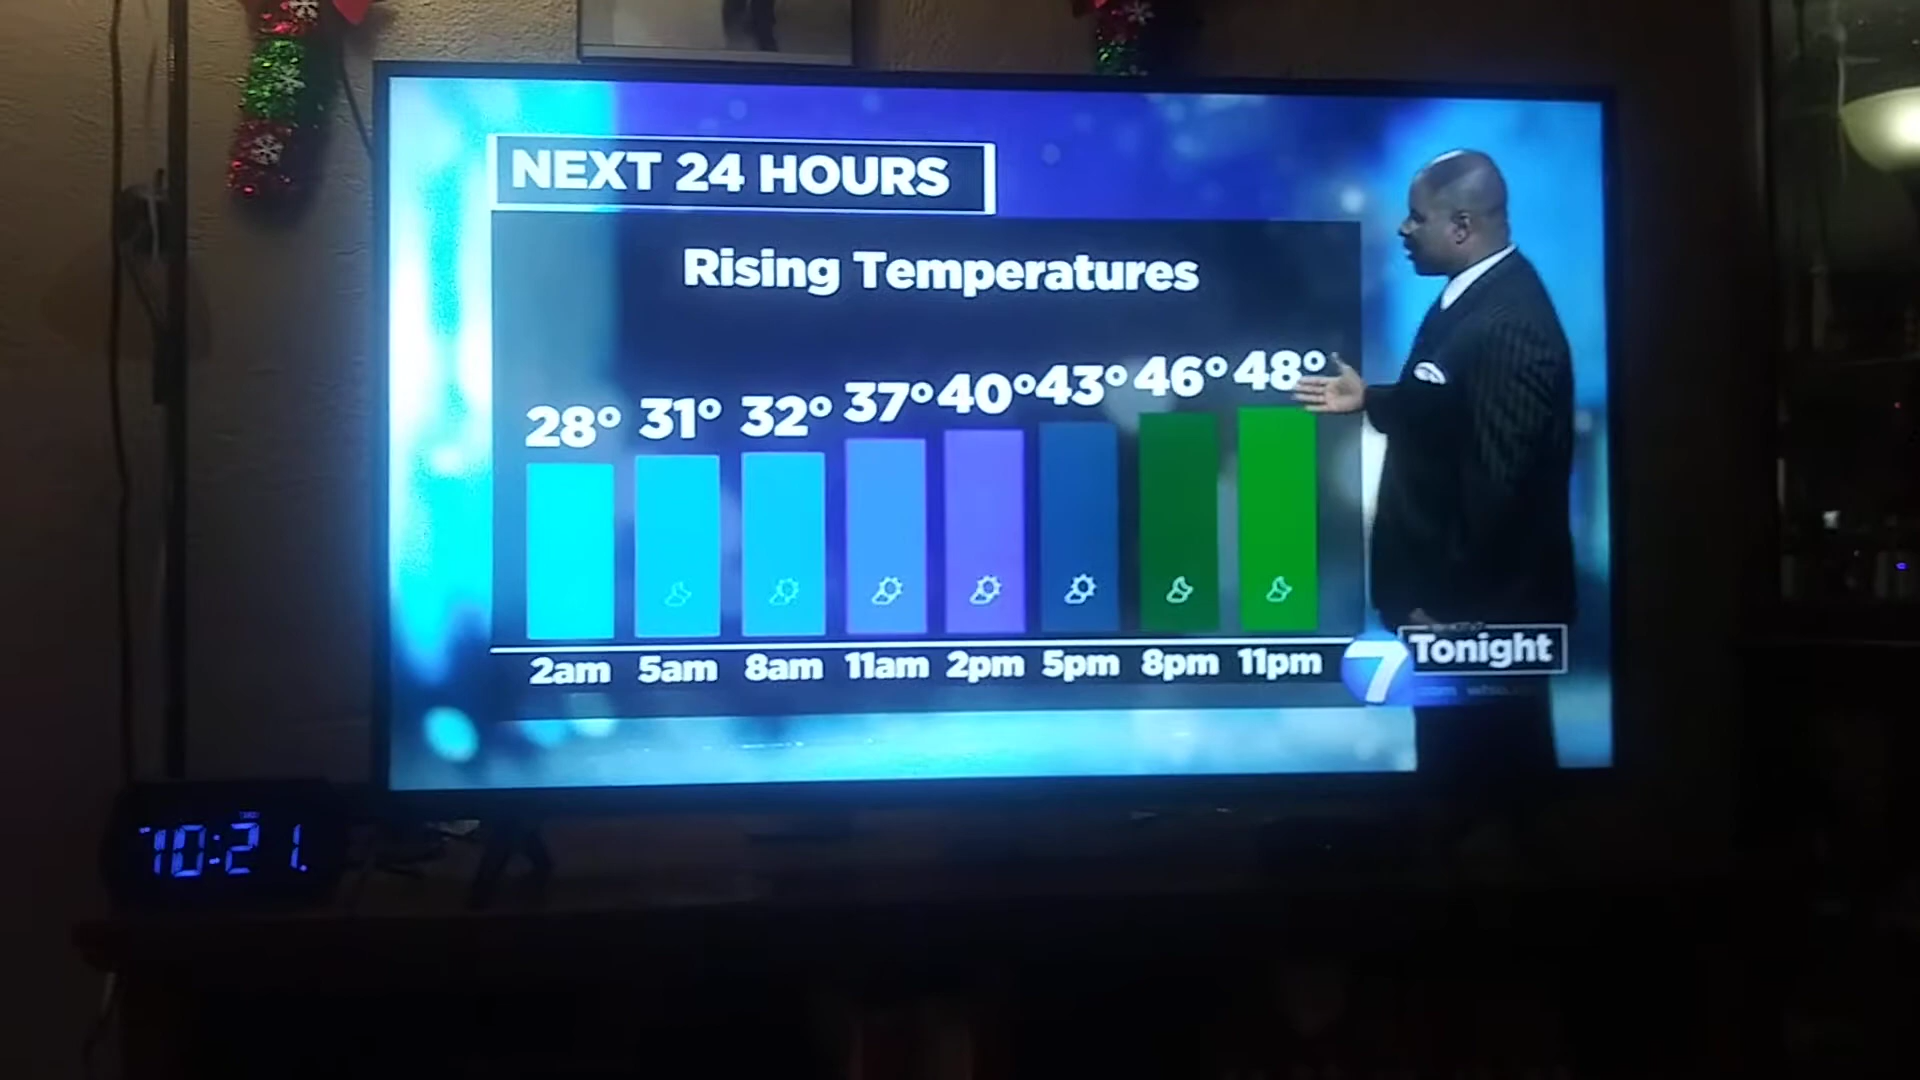 NEXT 24 HOURS
Rising Temperatures
28° 31° 32° 37° 40° 43° 46° 48°
2am 5am 8am 11am 2pm 5pm 8pm 11pm
7 Tonight
10:21